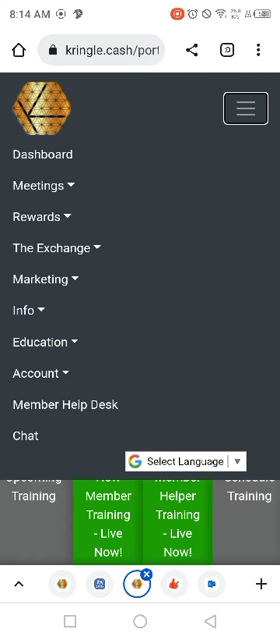 8:14 AM
kringle.cash/port
Dashboard
Meetings
Rewards
The Exchange
Marketing
Info
Education
Account
Member Help Desk
Chat
Select Language
Training
Member
Training
- Live
Now!
Helper
Training
- Live
Now!
Training